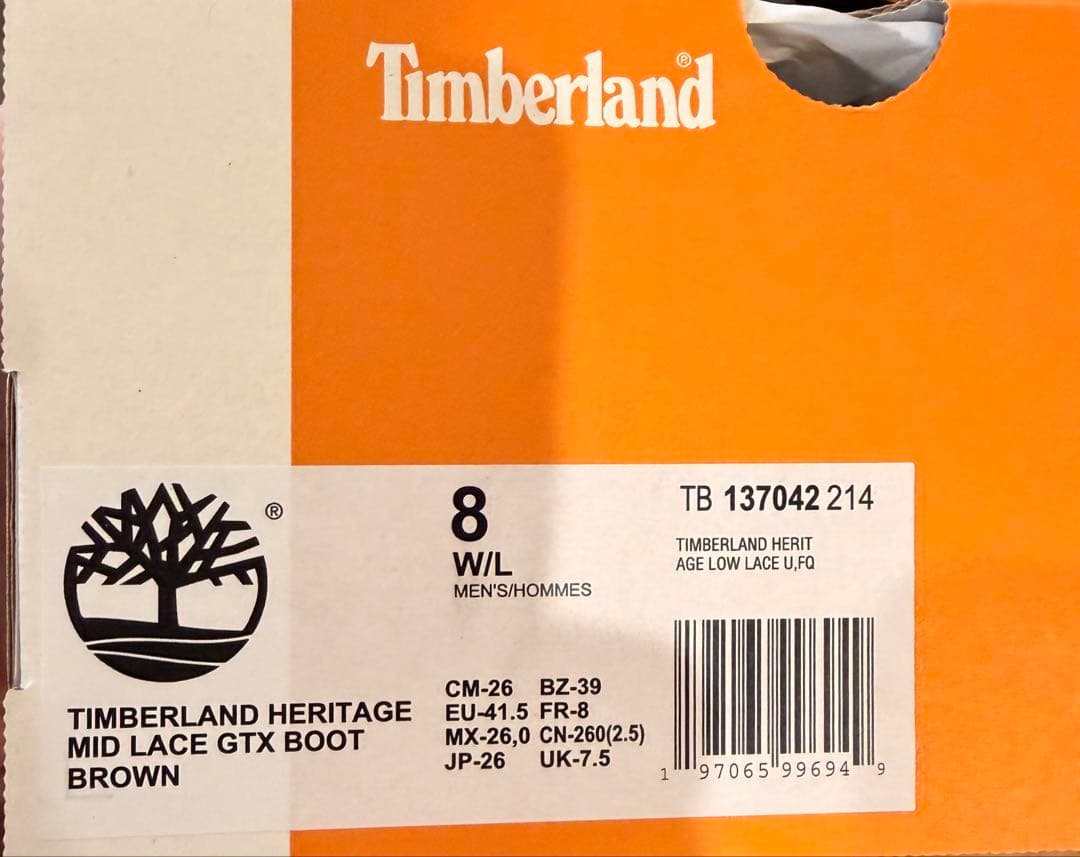 Timberland®
®
8
W/L
MEN'S/HOMMES
TB 137042 214
TIMBERLAND HERIT
AGE LOW LACE U,FQ
TIMBERLAND HERITAGE
MID LACE GTX BOOT
BROWN
CM-26 BZ-39
EU-41.5 FR-8
MX-26,0 CN-260(2.5)
JP-26 UK-7.5
1 97065 99694 9